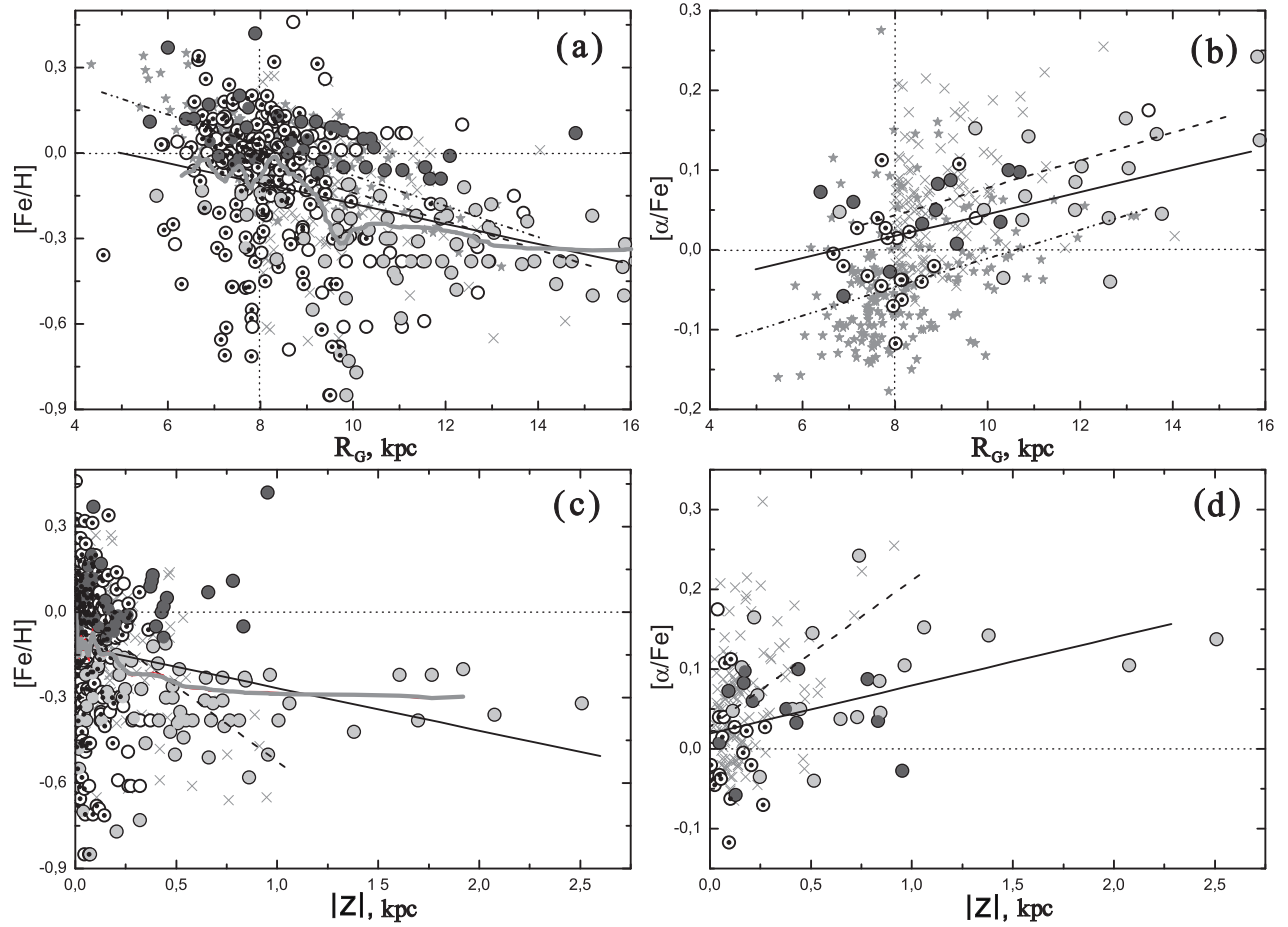 (a)
[Fe/H]
0,3
0,0
-0,3
-0,6
-0,9
4 6 8 10 12 14 16
R_G, kpc
(b)
[α/Fe]
0,3
0,2
0,1
0,0
-0,1
-0,2
4 6 8 10 12 14 16
R_G, kpc
(c)
[Fe/H]
0,3
0,0
-0,3
-0,6
-0,9
0,0 0,5 1,0 1,5 2,0 2,5
|Z|, kpc
(d)
[α/Fe]
0,3
0,2
0,1
0,0
-0,1
0,0 0,5 1,0 1,5 2,0 2,5
|Z|, kpc